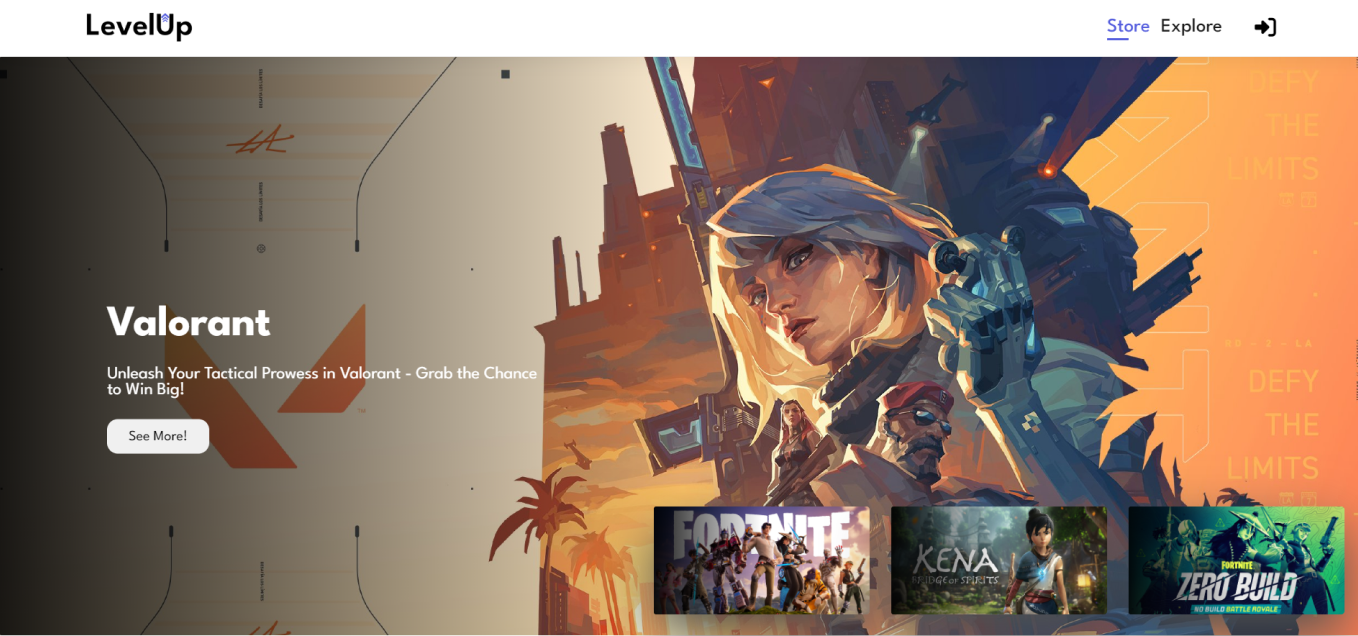 LevelUp
Store Explore
DEFY
THE
LIMITS
Valorant
Unleash Your Tactical Prowess in Valorant - Grab the Chance
to Win Big!
See More!
TM
DEFY
THE
LIMITS
FORTNITE
KENA
BRIDGE OF SPIRITS
FORTNITE
ZERO BUILD
NO BUILD BATTLE ROYALE